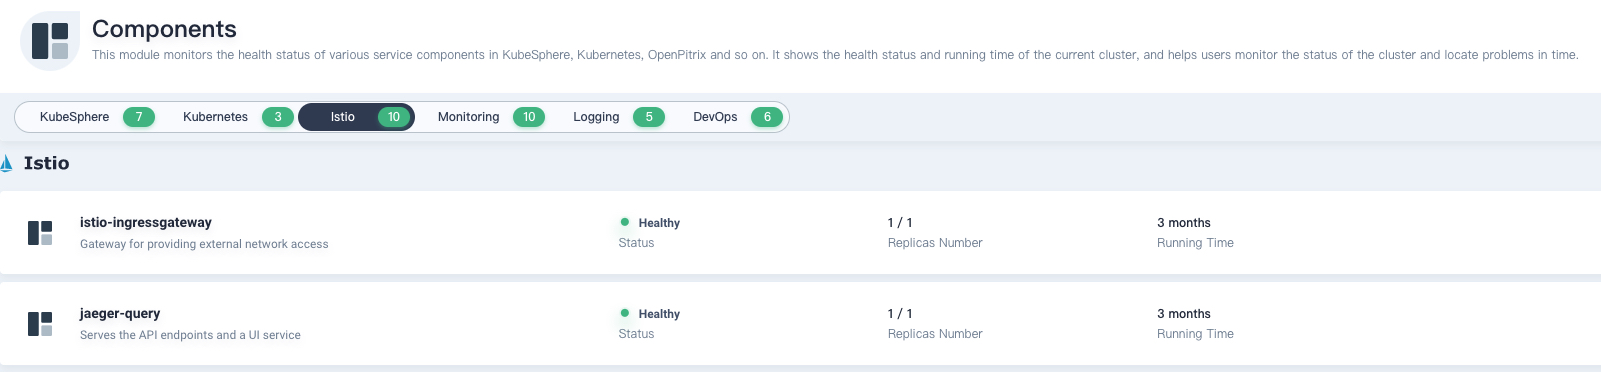 Components
This module monitors the health status of various service components in KubeSphere, Kubernetes, OpenPitrix and so on. It shows the health status and running time of the current cluster, and helps users monitor the status of the cluster and locate problems in time.
KubeSphere 7 Kubernetes 3 Istio 10 Monitoring 10 Logging 5 DevOps 6
Istio
istio-ingressgateway Healthy 1 / 1 3 months
Gateway for providing external network access Status Replicas Number Running Time
jaeger-query Healthy 1 / 1 3 months
Serves the API endpoints and a UI service Status Replicas Number Running Time